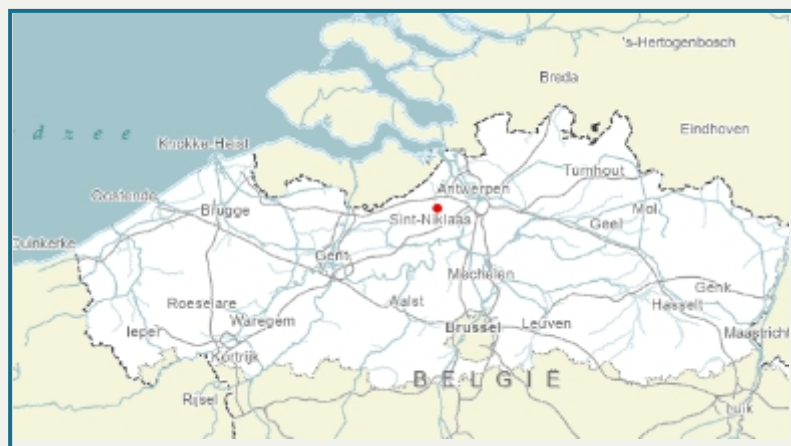 's-Hertogenbosch
Breda
d z e e
Eindhoven
Knokke-Heist
Turnhout
Antwerpen
Oostende
Brugge
Sint-Niklaas
Mol
Geel
Duinkerke
Gent
Mechelen
Genk
Roeselare
Aalst
Hasselt
Ieper
Waregem
Brussel
Leuven
Maastricht
Kortrijk
BELGIË
Rijsel
Luik